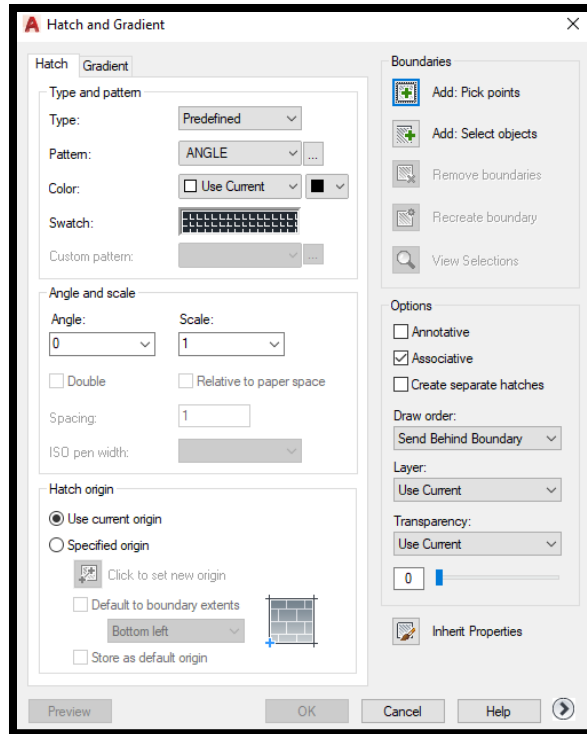 Hatch and Gradient
Hatch
Gradient
Type and pattern
Type:
Predefined
Pattern:
ANGLE
...
Color:
Use Current
Swatch:
Custom pattern:
...
Angle and scale
Angle:
Scale:
0
1
Double
Relative to paper space
Spacing:
1
ISO pen width:
Hatch origin
Use current origin
Specified origin
Click to set new origin
Default to boundary extents
Bottom left
Store as default origin
Boundaries
Add: Pick points
Add: Select objects
Remove boundaries
Recreate boundary
View Selections
Options
Annotative
Associative
Create separate hatches
Draw order:
Send Behind Boundary
Layer:
Use Current
Transparency:
Use Current
0
Inherit Properties
Preview
OK
Cancel
Help